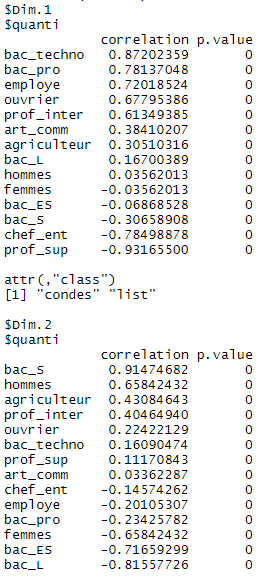 $Dim.1
$quanti
correlation p.value
bac_techno 0.87202359 0
bac_pro 0.78137048 0
employe 0.72018524 0
ouvrier 0.67795386 0
prof_inter 0.61349385 0
art_comm 0.38410207 0
agriculteur 0.30510316 0
bac_L 0.16700389 0
hommes 0.03562013 0
femmes -0.03562013 0
bac_ES -0.06868528 0
bac_S -0.30658908 0
chef_ent -0.78498878 0
prof_sup -0.93165500 0
attr(,"class")
[1] "condes" "list"
$Dim.2
$quanti
correlation p.value
bac_S 0.91474682 0
hommes 0.65842432 0
agriculteur 0.43084643 0
prof_inter 0.40464940 0
ouvrier 0.22422129 0
bac_techno 0.16090474 0
prof_sup 0.11170843 0
art_comm 0.03362287 0
chef_ent -0.14574262 0
employe -0.20105307 0
bac_pro -0.23425782 0
femmes -0.65842432 0
bac_ES -0.71659299 0
bac_L -0.81557726 0